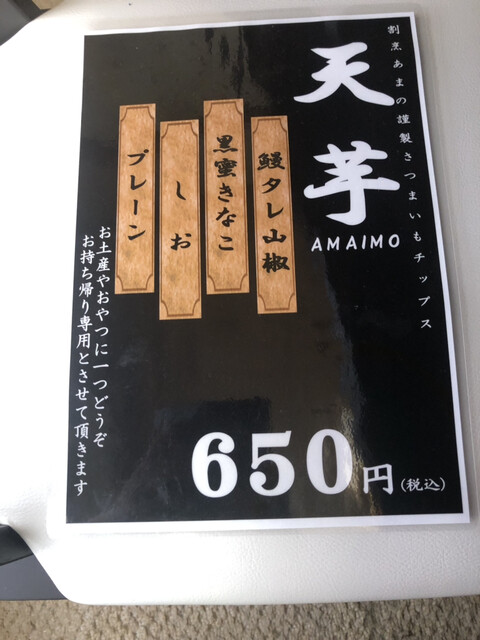 割烹あまの謹製さつまいもチップス
天芋
AMAIMO
鰻タレ山椒
黒蜜きなこ
しお
プレーン
お土産やおやつに一つどうぞ
お持ち帰り専用とさせて頂きます
650円(税込)